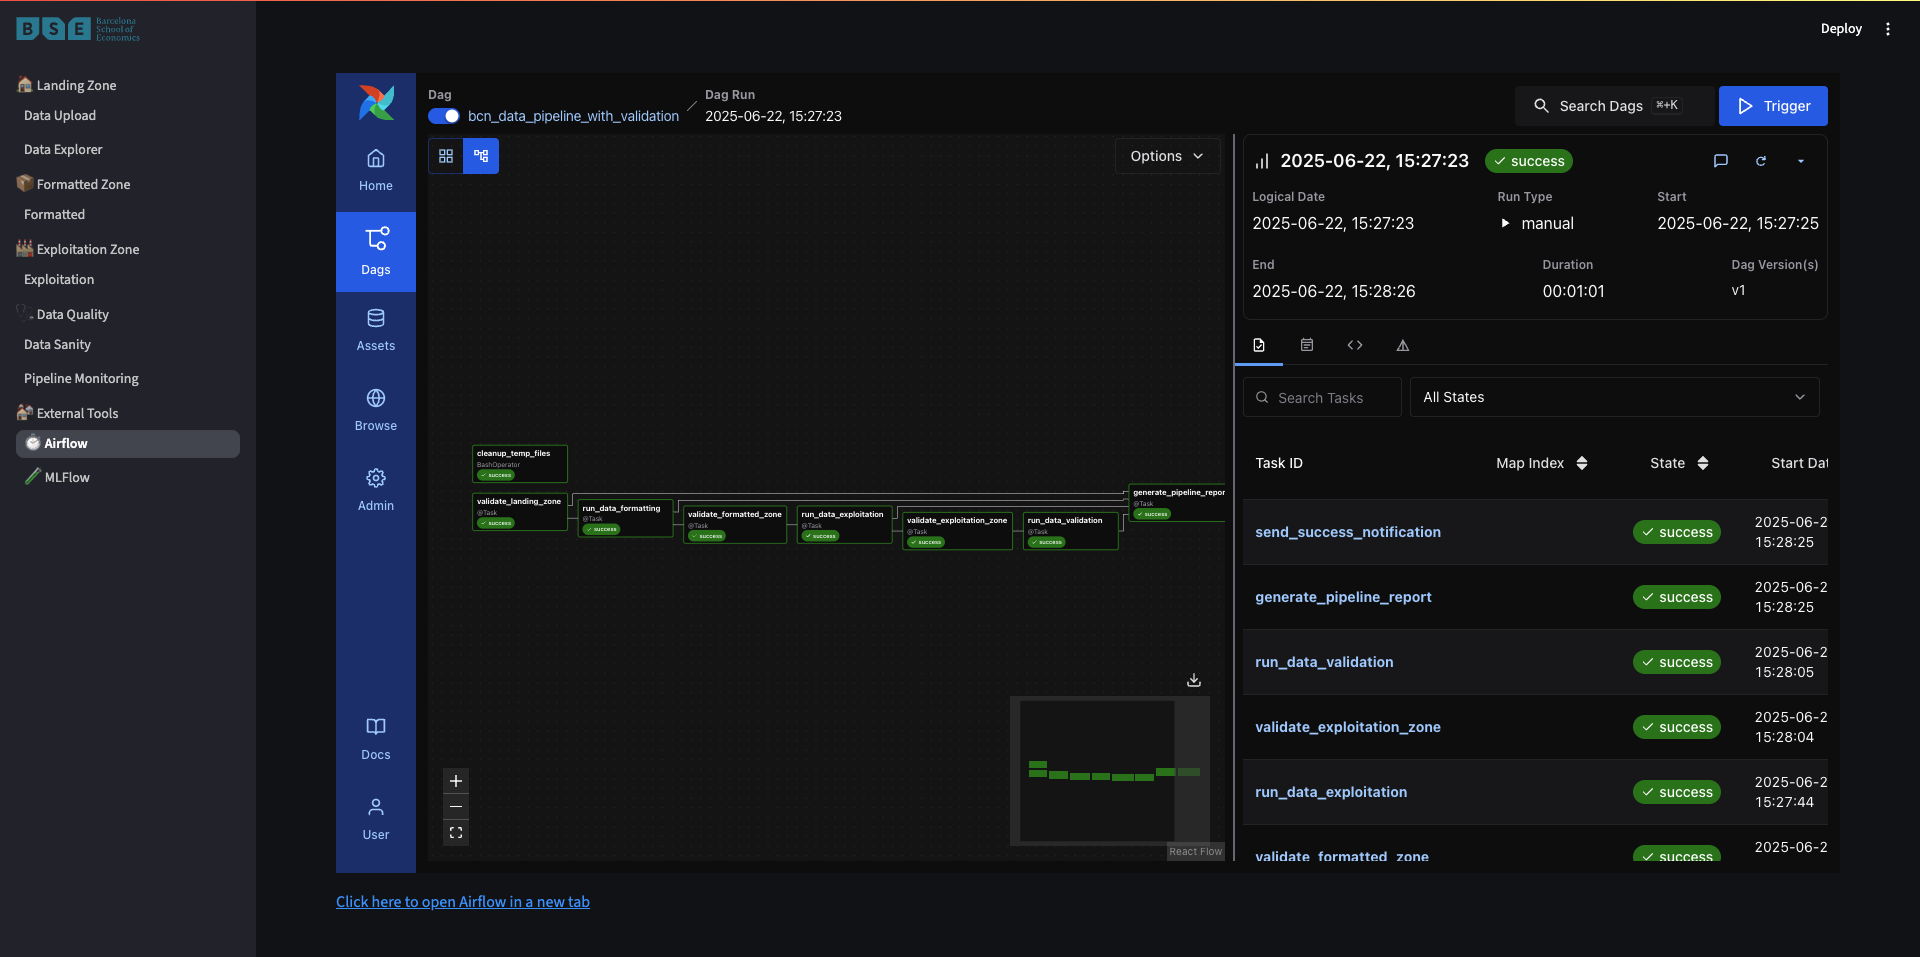 BSE Barcelona
School of
Economics
Landing Zone
Data Upload
Data Explorer
Formatted Zone
Formatted
Exploitation Zone
Exploitation
Data Quality
Data Sanity
Pipeline Monitoring
External Tools
Airflow
MLFlow
Deploy
Home
Dags
Assets
Browse
Admin
Docs
User
Dag
bcn_data_pipeline_with_validation
Dag Run
2025-06-22, 15:27:23
Search Dags ⌘+K
Trigger
Options
cleanup_temp_files
BashOperator
success
validate_landing_zone
@Task
success
run_data_formatting
@Task
success
validate_formatted_zone
@Task
success
run_data_exploitation
@Task
success
validate_exploitation_zone
@Task
success
run_data_validation
@Task
success
generate_pipeline_repor
@Task
success
React Flow
2025-06-22, 15:27:23 success
Logical Date Run Type Start
2025-06-22, 15:27:23 manual 2025-06-22, 15:27:25
End Duration Dag Version(s)
2025-06-22, 15:28:26 00:01:01 v1
Search Tasks All States
Task ID Map Index State Start Dat
send_success_notification success 2025-06-2
15:28:25
generate_pipeline_report success 2025-06-2
15:28:25
run_data_validation success 2025-06-2
15:28:05
validate_exploitation_zone success 2025-06-2
15:28:04
run_data_exploitation success 2025-06-2
15:27:44
validate_formatted_zone success 2025-06-2
Click here to open Airflow in a new tab